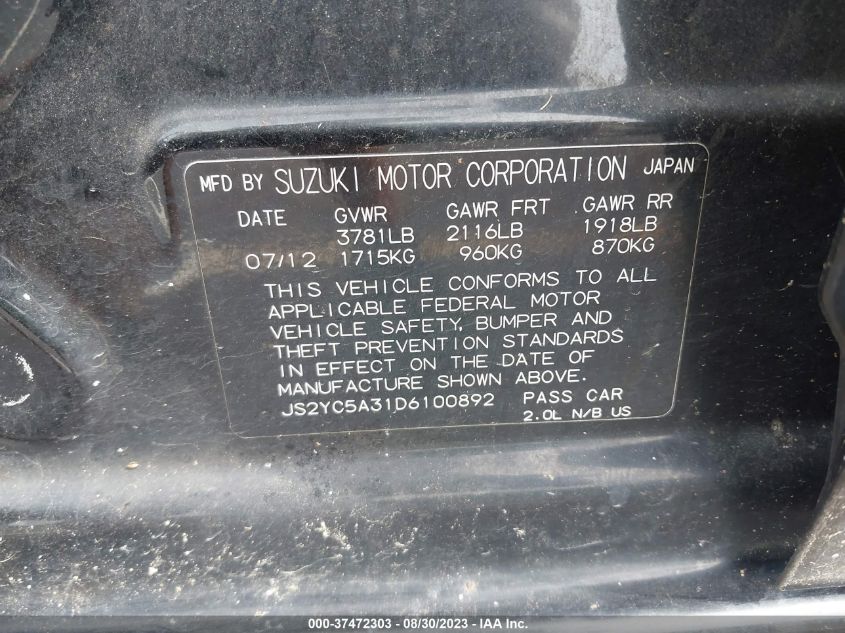 MFD BY SUZUKI MOTOR CORPORATION JAPAN
DATE GVWR GAWR FRT GAWR RR
3781LB 2116LB 1918LB
07/12 1715KG 960KG 870KG
THIS VEHICLE CONFORMS TO ALL
APPLICABLE FEDERAL MOTOR
VEHICLE SAFETY, BUMPER AND
THEFT PREVENTION STANDARDS
IN EFFECT ON THE DATE OF
MANUFACTURE SHOWN ABOVE.
JS2YC5A31D6100892 PASS CAR
2.0L N/B US
000-37472303 - 08/30/2023 - IAA Inc.